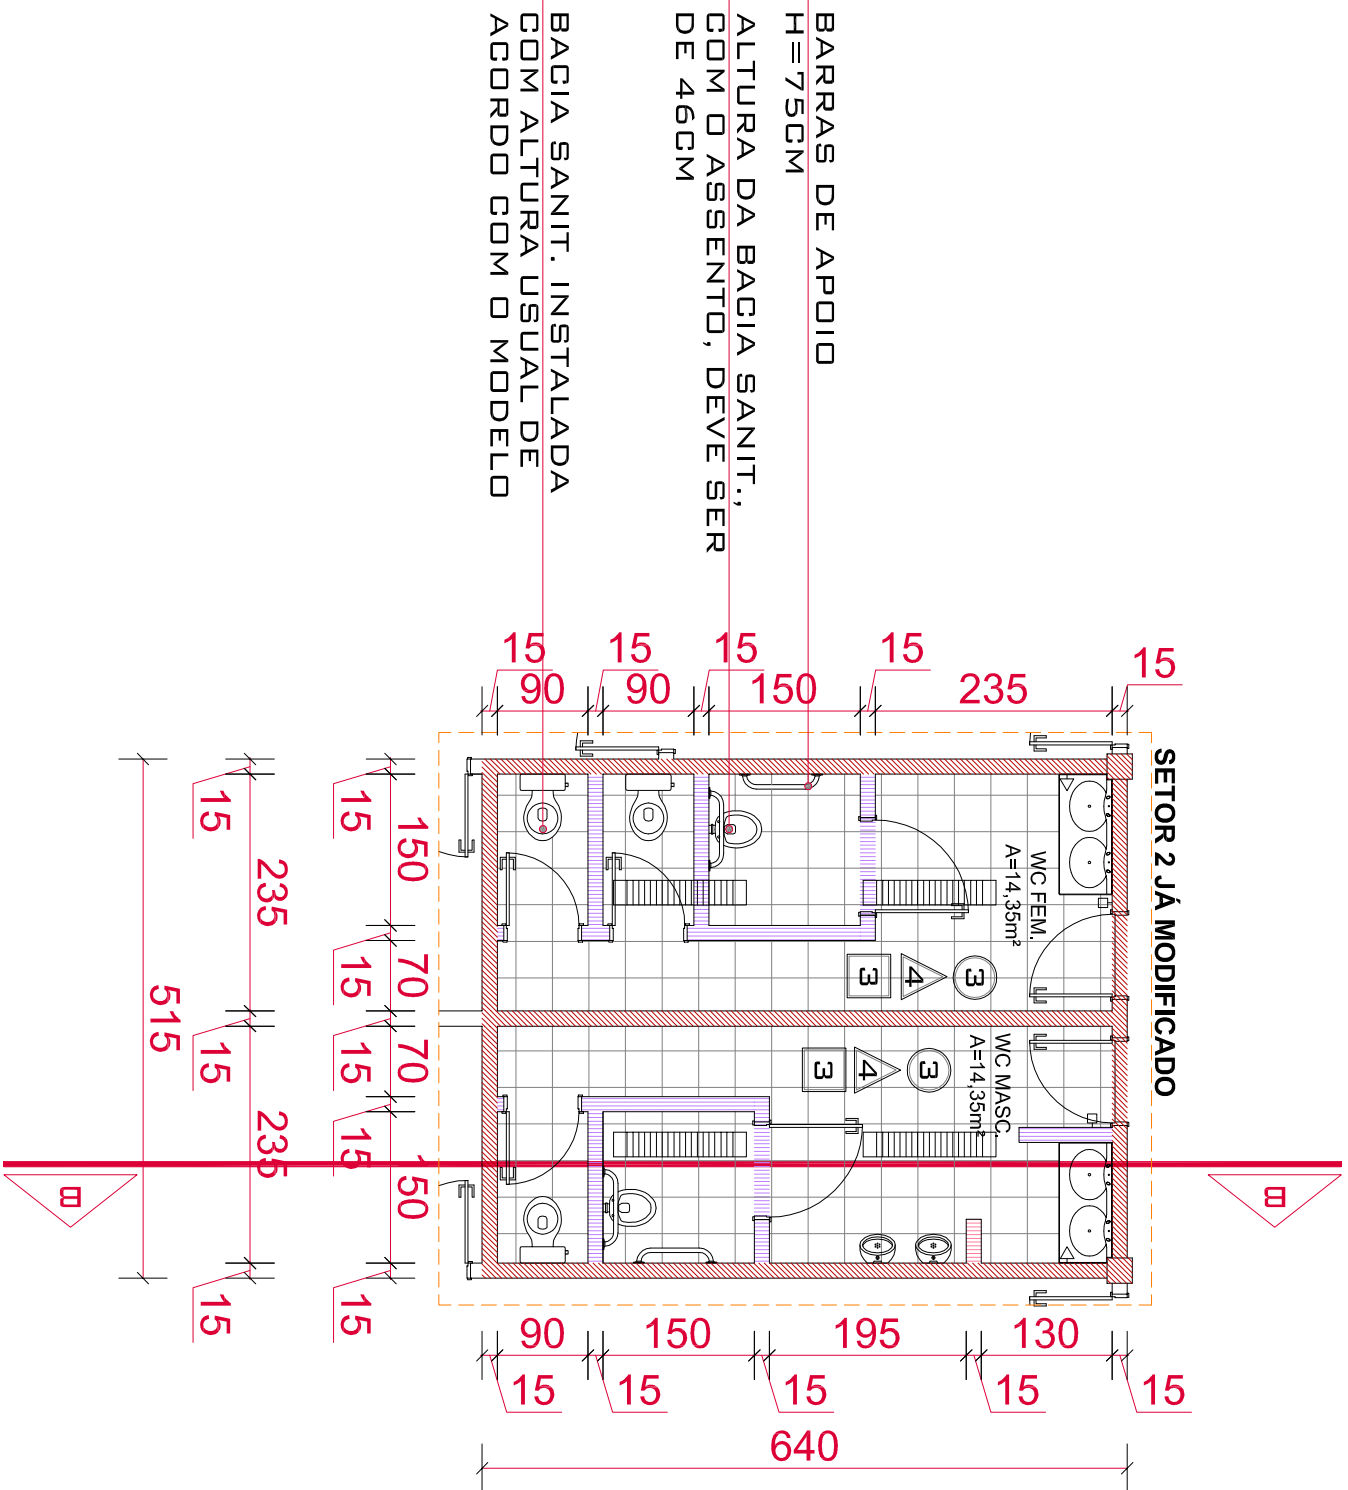 BARRAS DE APOIO
H=75CM
ALTURA DA BACIA SANIT.,
COM O ASSENTO, DEVE SER
DE 46CM
BACIA SANIT. INSTALADA
COM ALTURA USUAL DE
ACORDO COM O MODELO
SETOR 2 JÁ MODIFICADO
15
15
15
15
15
90
90
150
235
15
WC FEM.
A=14,35m²
3
4
3
WC MASC.
A=14,35m²
3
4
3
15
150
15
70
15
70
15
150
15
15
235
15
235
15
515
B
B
90
150
195
130
15
15
15
15
15
640